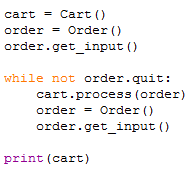 cart = Cart()
order = Order()
order.get_input()

while not order.quit:
    cart.process(order)
    order = Order()
    order.get_input()

print(cart)